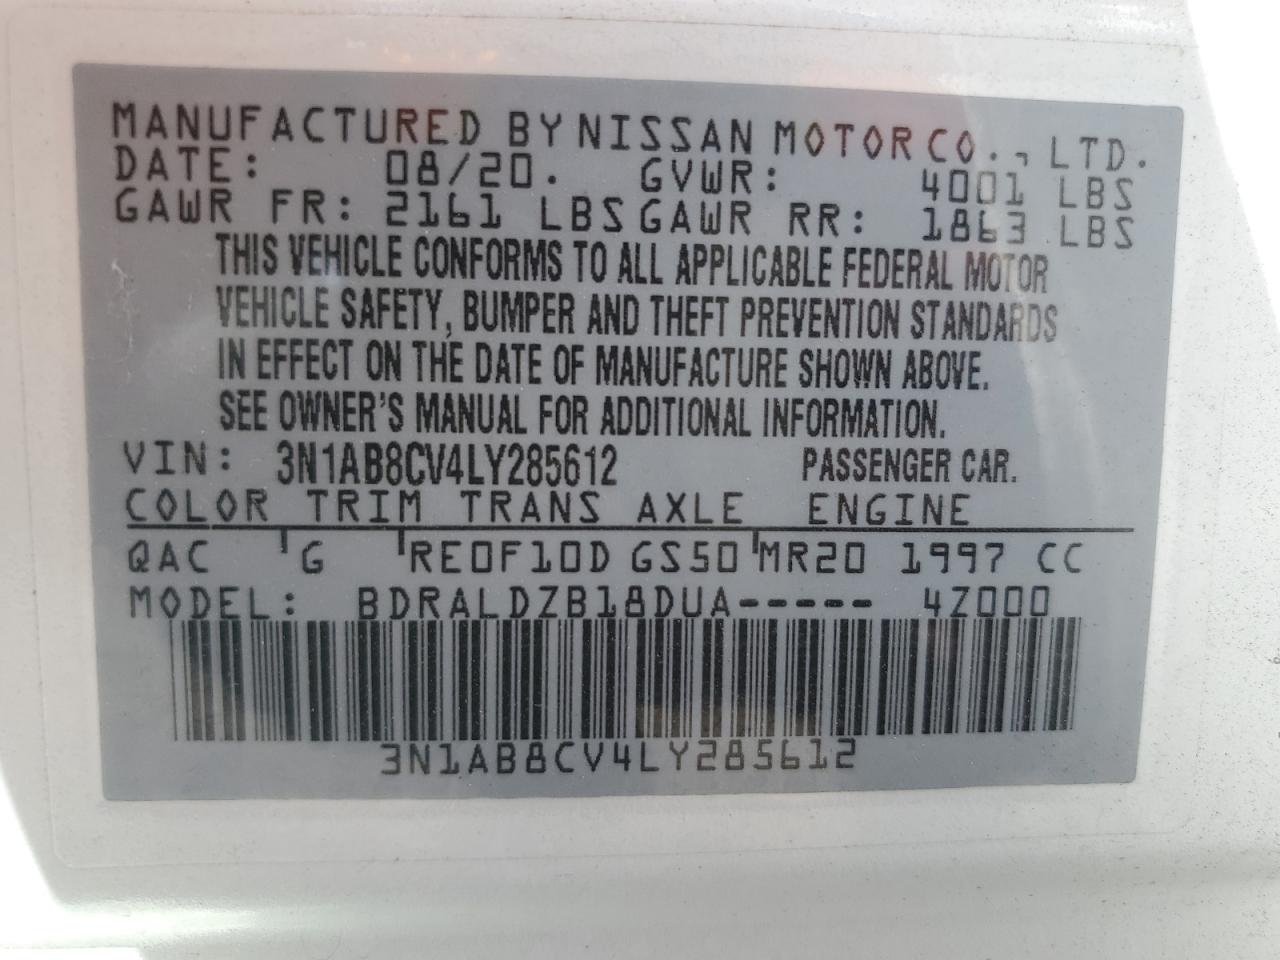 MANUFACTURED BY NISSAN MOTOR CO., LTD.
DATE: 08/20. GVWR: 4001 LBS
GAWR FR: 2161 LBS GAWR RR: 1863 LBS
THIS VEHICLE CONFORMS TO ALL APPLICABLE FEDERAL MOTOR
VEHICLE SAFETY, BUMPER AND THEFT PREVENTION STANDARDS
IN EFFECT ON THE DATE OF MANUFACTURE SHOWN ABOVE.
SEE OWNER'S MANUAL FOR ADDITIONAL INFORMATION.
VIN: 3N1AB8CV4LY285612 PASSENGER CAR.
COLOR TRIM TRANS AXLE ENGINE
QAC ' G 'RE0F10D GS50'MR20 1997 CC
MODEL: BDRALDZB18DUA----- 4Z000
3N1AB8CV4LY285612